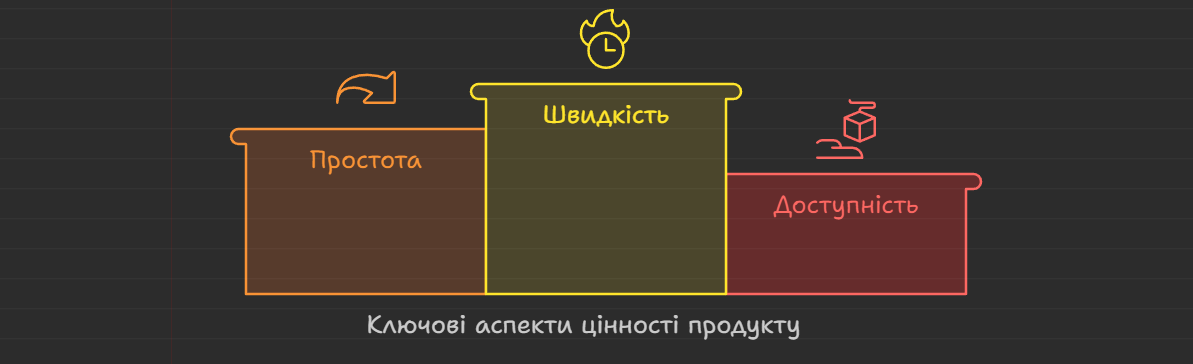 Швидкість
Простота
Доступність
Ключові аспекти цінності продукту